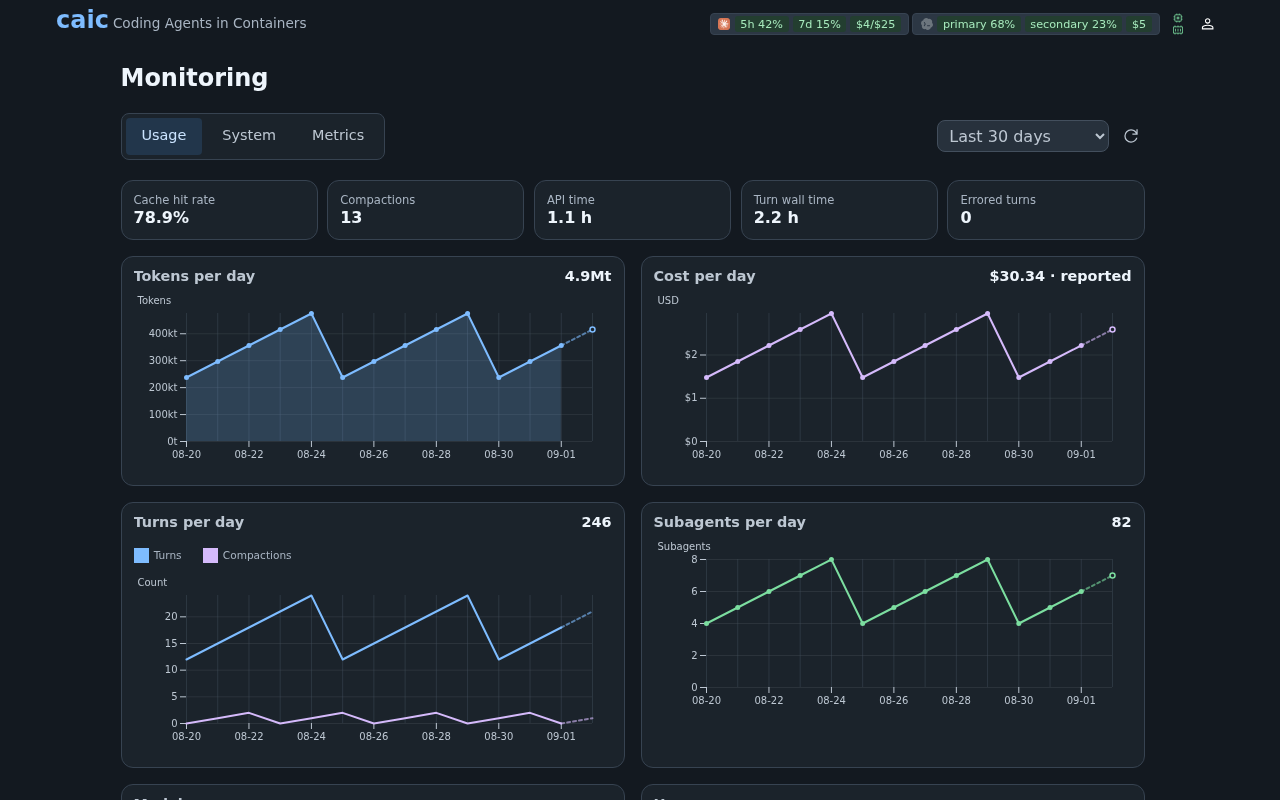 caic Coding Agents in Containers
5h 42% 7d 15% $4/$25 primary 68% secondary 23% $5
Monitoring
Usage System Metrics Last 30 days
Cache hit rate
78.9%
Compactions
13
API time
1.1 h
Turn wall time
2.2 h
Errored turns
0
Tokens per day 4.9Mt
Tokens
400kt
300kt
200kt
100kt
0t
08-20 08-22 08-24 08-26 08-28 08-30 09-01
Cost per day $30.34 · reported
USD
$2
$1
$0
08-20 08-22 08-24 08-26 08-28 08-30 09-01
Turns per day 246
Turns Compactions
Count
20
15
10
5
0
08-20 08-22 08-24 08-26 08-28 08-30 09-01
Subagents per day 82
Subagents
8
6
4
2
0
08-20 08-22 08-24 08-26 08-28 08-30 09-01